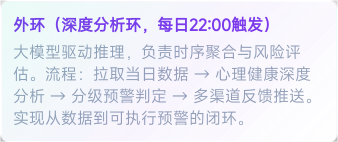 外环（深度分析环，每日22:00触发）
大模型驱动推理，负责时序聚合与风险评
估。流程：拉取当日数据 → 心理健康深度
分析 → 分级预警判定 → 多渠道反馈推送。
实现从数据到可执行预警的闭环。